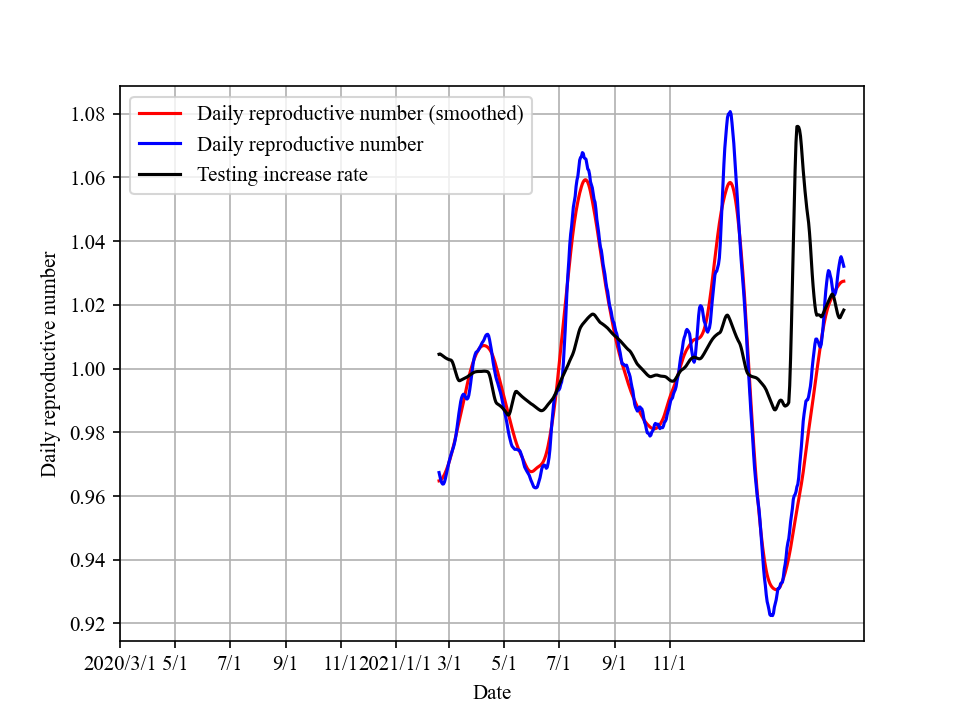 Daily reproductive number (smoothed)
Daily reproductive number
Testing increase rate
1.08
1.06
1.04
1.02
1.00
0.98
0.96
0.94
0.92
Daily reproductive number
2020/3/1 5/1 7/1 9/1 11/1 2021/1/1 3/1 5/1 7/1 9/1 11/1
Date